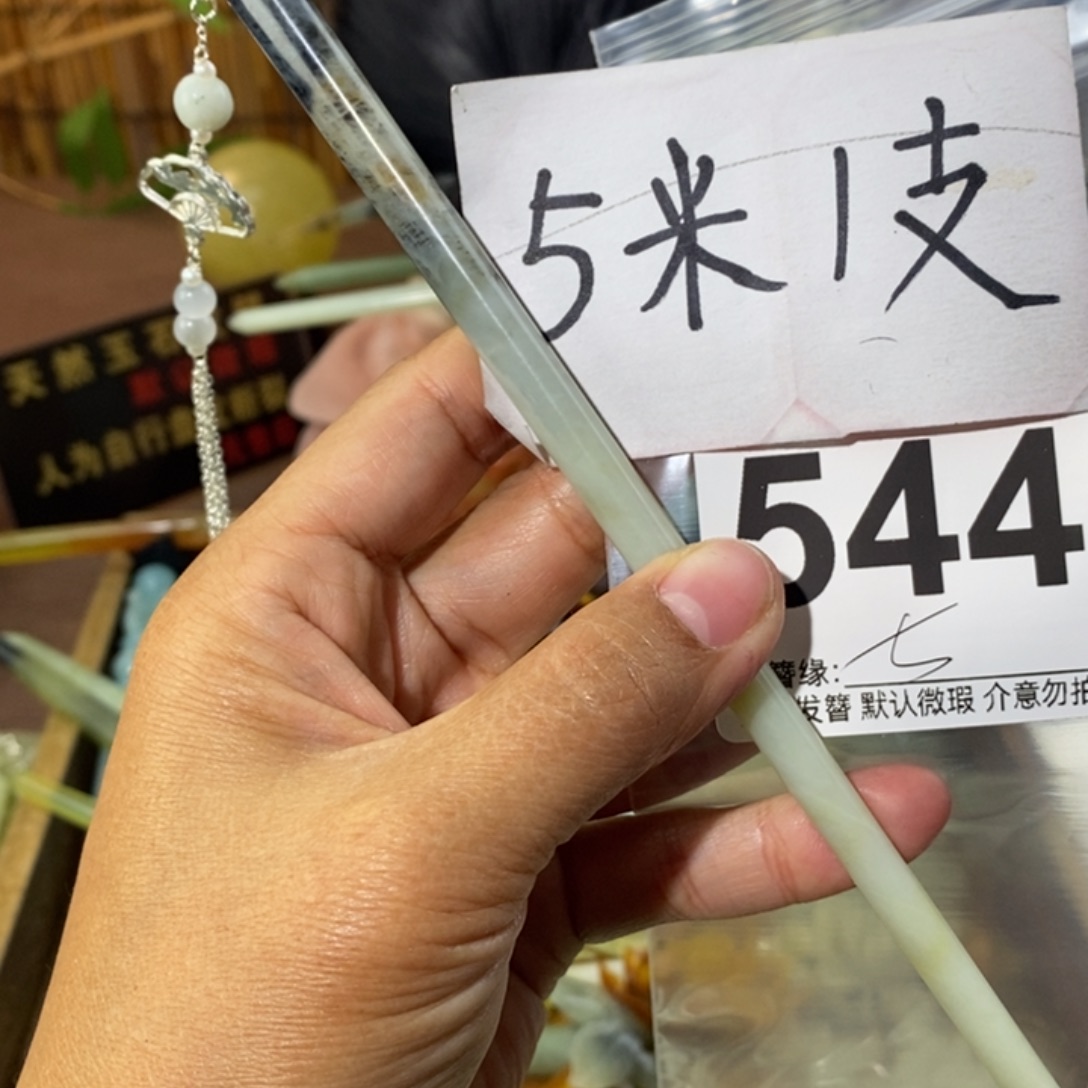 5米1支
544
簪缘: 七
发簪 默认微瑕 介意勿拍
天然玉石
人为自行